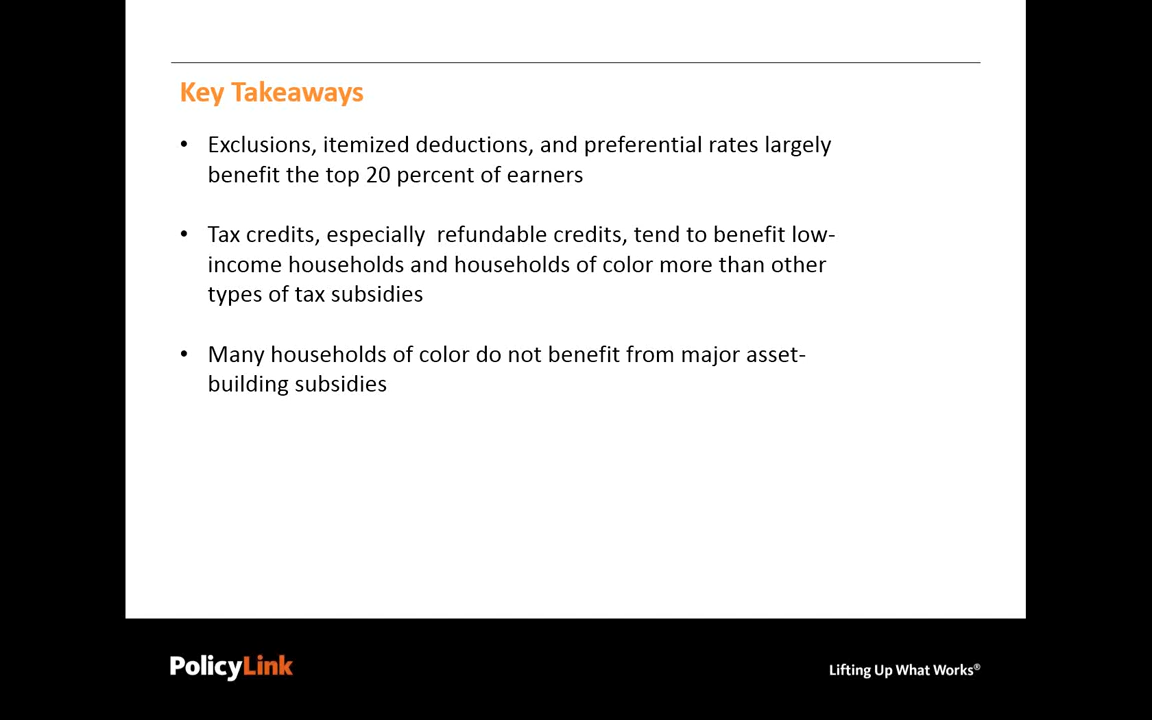 Key Takeaways
• Exclusions, itemized deductions, and preferential rates largely
benefit the top 20 percent of earners
• Tax credits, especially  refundable credits, tend to benefit low-
income households and households of color more than other
types of tax subsidies
• Many households of color do not benefit from major asset-
building subsidies
PolicyLink
Lifting Up What Works®